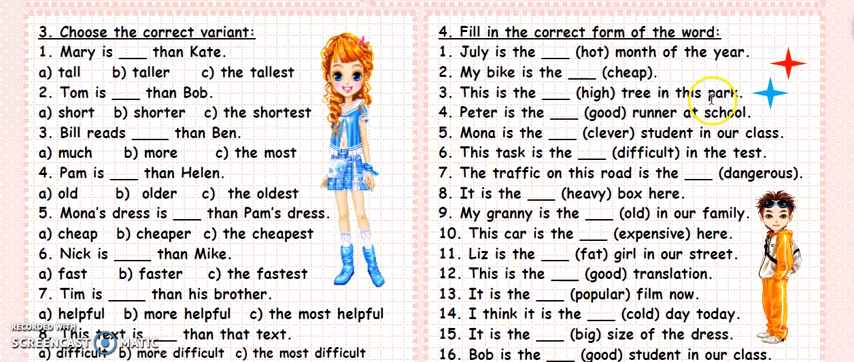 3. Choose the correct variant:
1. Mary is ___ than Kate.
a) tall b) taller c) the tallest
2. Tom is ___ than Bob.
a) short b) shorter c) the shortest
3. Bill reads ____ than Ben.
a) much b) more c) the most
4. Pam is ___ than Helen.
a) old b) older c) the oldest
5. Mona's dress is ___ than Pam's dress.
a) cheap b) cheaper c) the cheapest
6. Nick is ____ than Mike.
a) fast b) faster c) the fastest
7. Tim is ____ than his brother.
a) helpful b) more helpful c) the most helpful
8. This text is ____ than that text.
a) difficult b) more difficult c) the most difficult
RECORDED WITH
SCREENCAST MATIC
4. Fill in the correct form of the word:
1. July is the ___ (hot) month of the year.
2. My bike is the ___ (cheap).
3. This is the ___ (high) tree in this park.
4. Peter is the ___ (good) runner at school.
5. Mona is the ___ (clever) student in our class.
6. This task is the ___ (difficult) in the test.
7. The traffic on this road is the ___ (dangerous).
8. It is the ___ (heavy) box here.
9. My granny is the ___ (old) in our family.
10. This car is the ___ (expensive) here.
11. Liz is the ___ (fat) girl in our street.
12. This is the ___ (good) translation.
13. It is the ___ (popular) film now.
14. I think it is the ___ (cold) day today.
15. It is the ___ (big) size of the dress.
16. Bob is the ___ (good) student in our class.